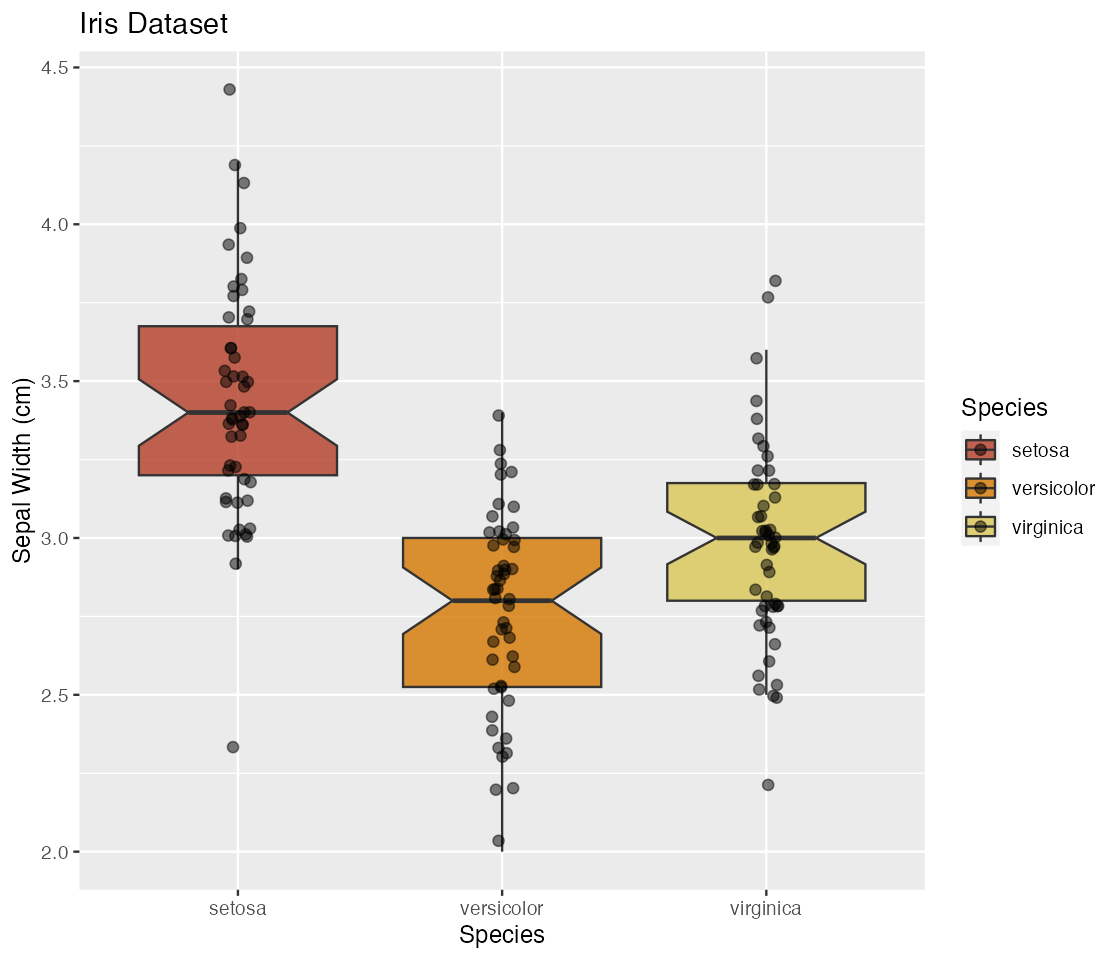 Iris Dataset
4.5
4.0
3.5
3.0
2.5
2.0
Sepal Width (cm)
setosa
versicolor
virginica
Species
Species
setosa
versicolor
virginica